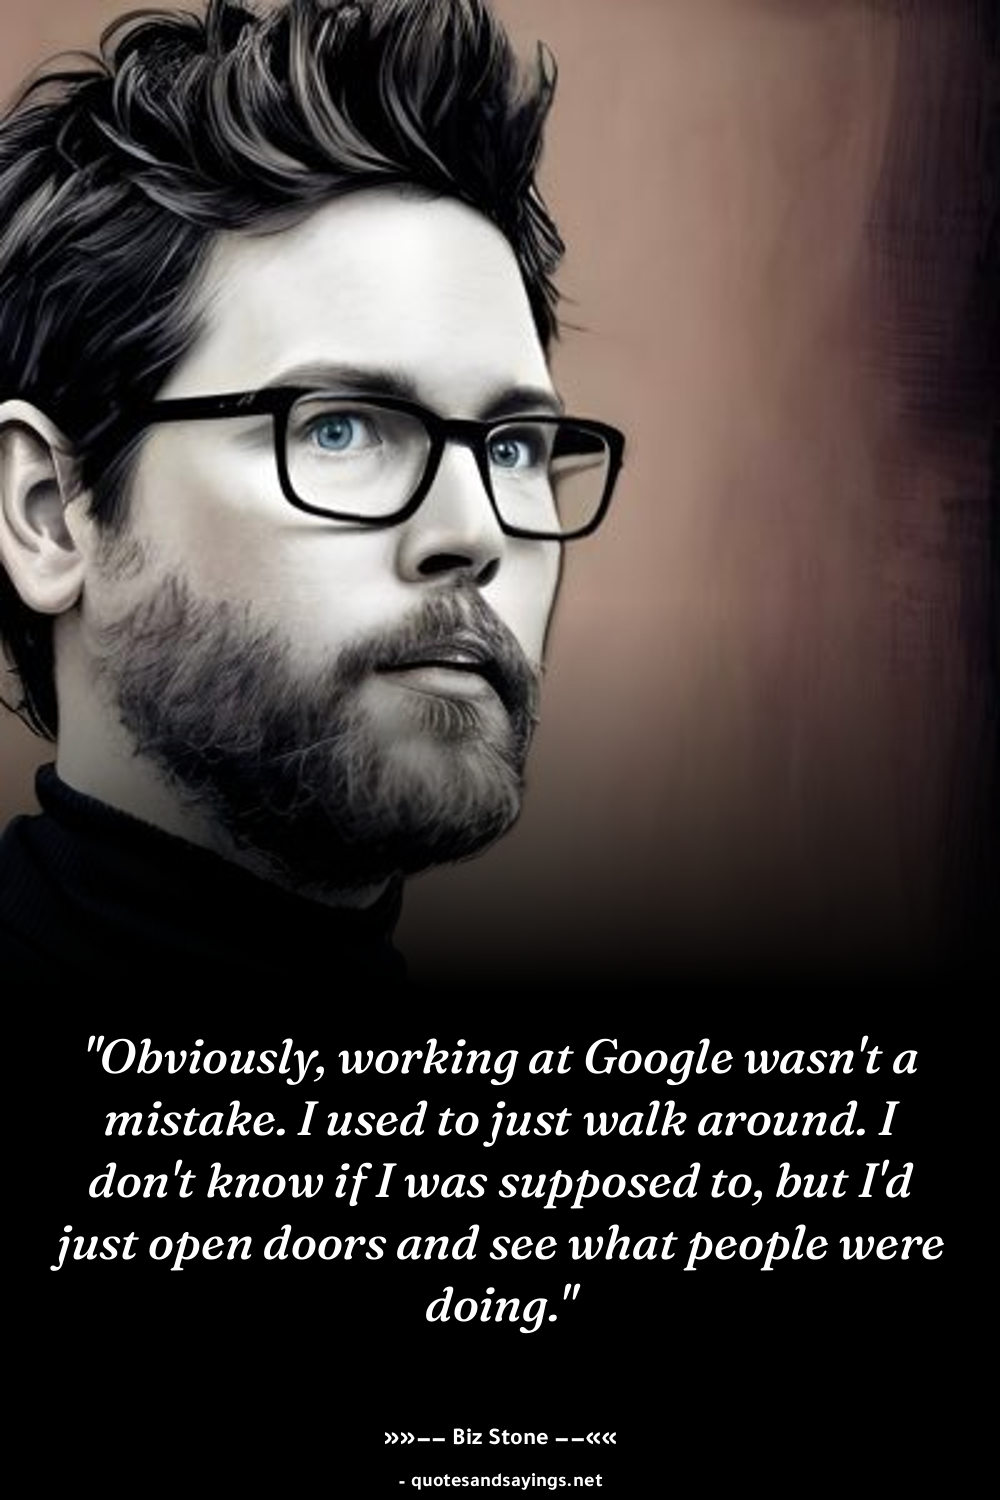 "Obviously, working at Google wasn't a
mistake. I used to just walk around. I
don't know if I was supposed to, but I'd
just open doors and see what people were
doing."
»»−− Biz Stone −−««
- quotesandsayings.net